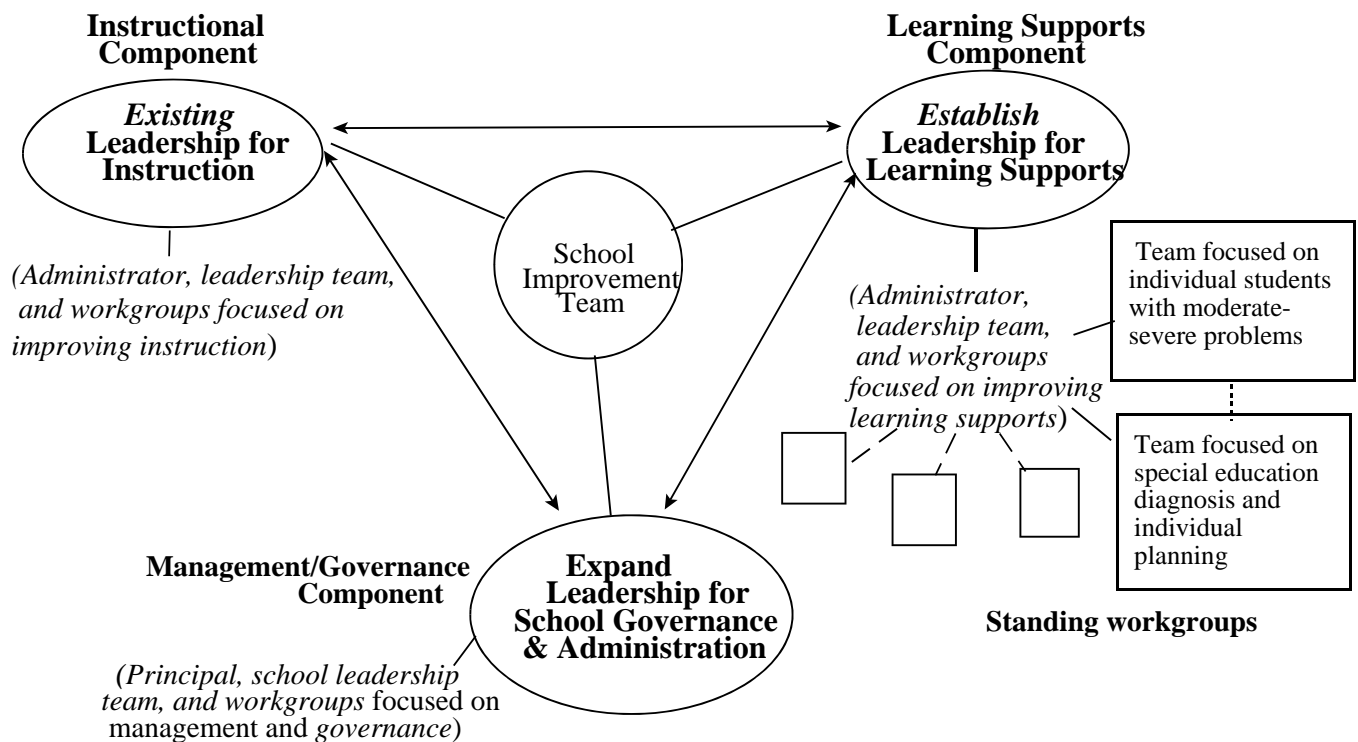 Instructional
Component
Existing
Leadership for
Instruction
(Administrator, leadership team,
and workgroups focused on
improving instruction)
School
Improvement
Team
Learning Supports
Component
Establish
Leadership for
Learning Supports
(Administrator,
leadership team,
and workgroups
focused on improving
learning supports)
Team focused on
individual students
with moderate-
severe problems
Team focused on
special education
diagnosis and
individual
planning
Standing workgroups
Management/Governance
Component
Expand
Leadership for
School Governance
& Administration
(Principal, school leadership
team, and workgroups focused on
management and governance)